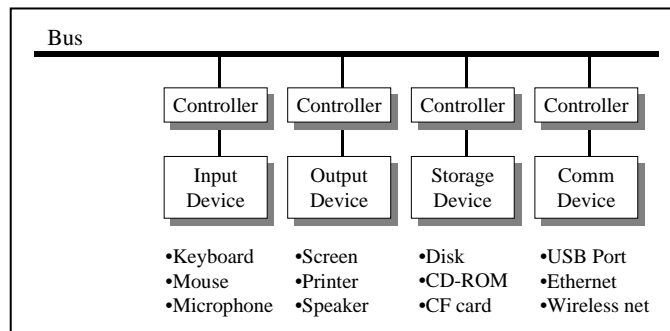 Bus
Controller Controller Controller Controller
Input Device
Output Device
Storage Device
Comm Device
•Keyboard
•Mouse
•Microphone
•Screen
•Printer
•Speaker
•Disk
•CD-ROM
•CF card
•USB Port
•Ethernet
•Wireless net